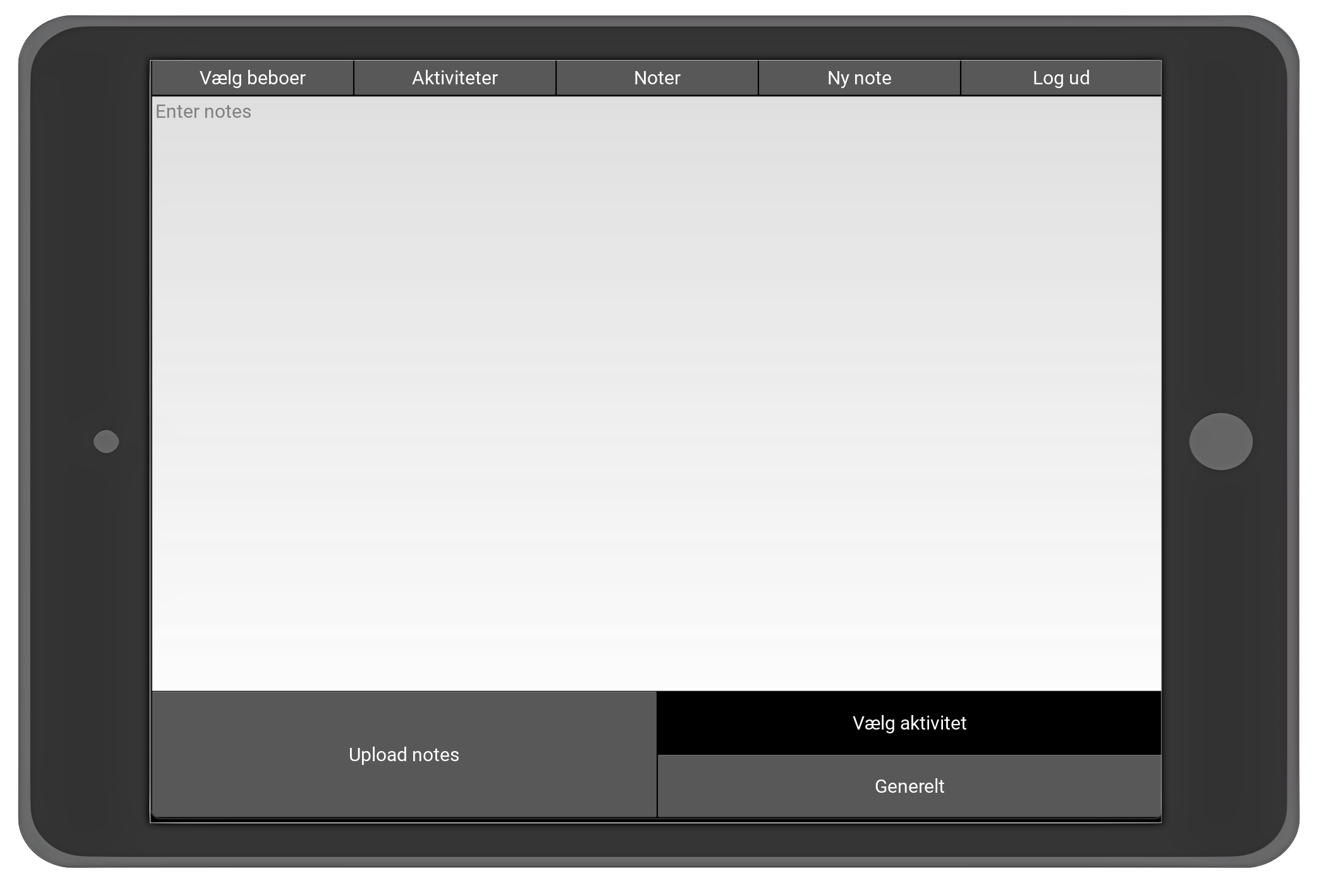 Vælg beboer
Aktiviteter
Noter
Ny note
Log ud
Enter notes
Upload notes
Vælg aktivitet
Generelt